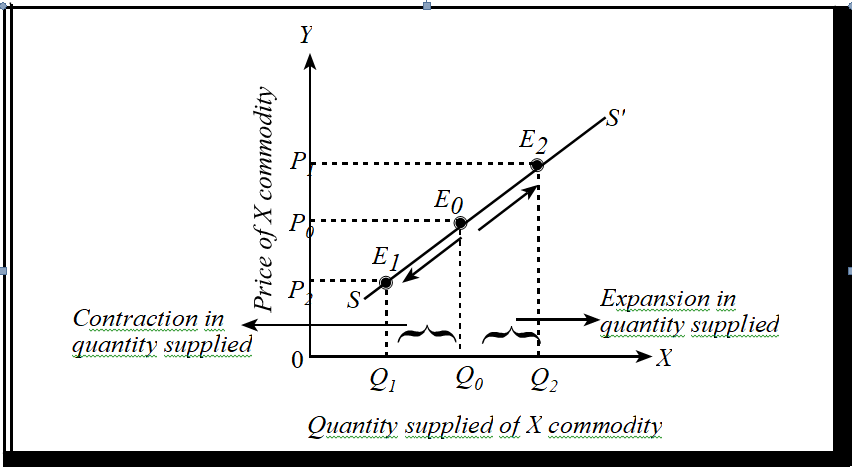 Y
Price of X commodity
S'
E2
P1
E0
P0
E1
P2
S
Contraction in
quantity supplied
Expansion in
quantity supplied
0
X
Q1
Q0
Q2
Quantity supplied of X commodity